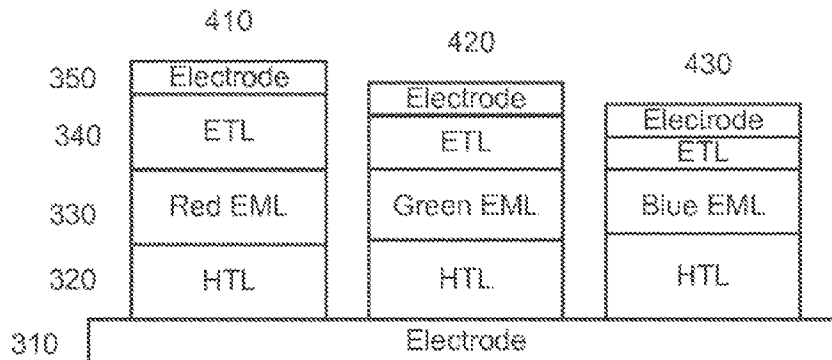 410
420
430
350 Electrode Electrode Electrode
340 ETL ETL ETL
330 Red EML Green EML Blue EML
320 HTL HTL HTL
310 Electrode